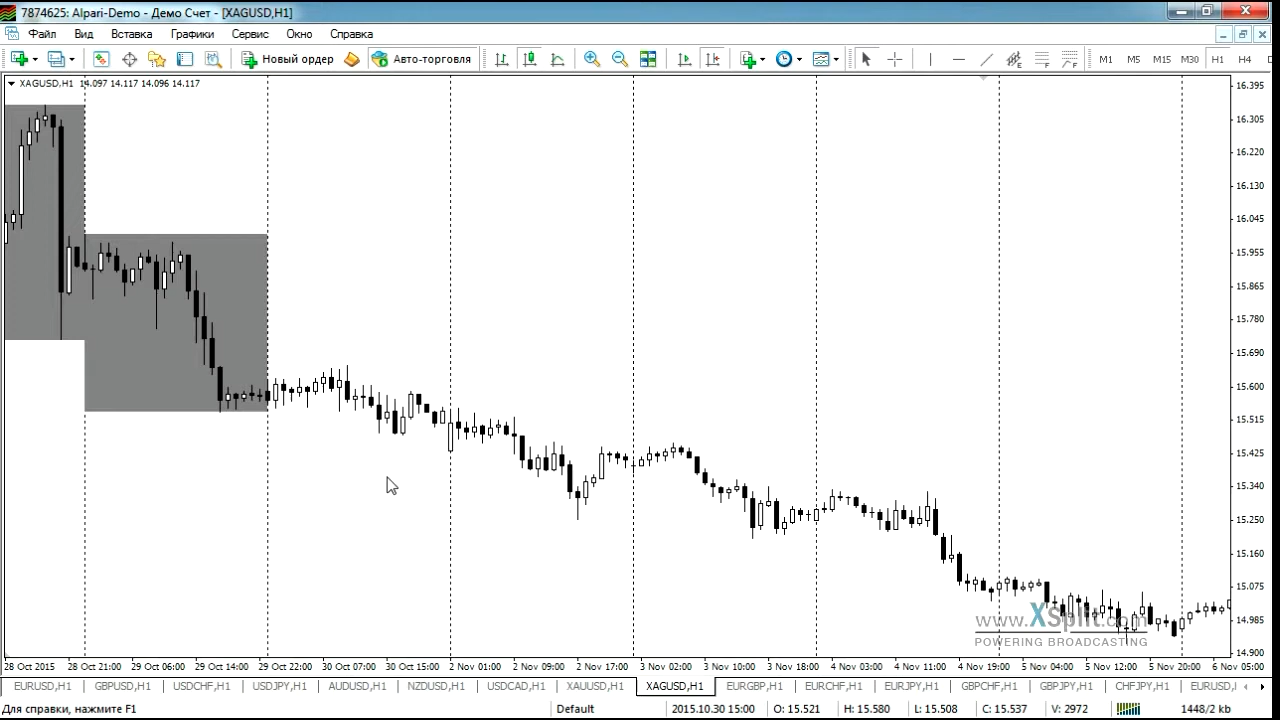 7874625: Alpari-Demo - Демо Счет - [XAGUSD,H1]
Файл Вид Вставка Графики Сервис Окно Справка
Новый ордер Авто-торговля M1 M5 M15 M30 H1 H4
XAGUSD,H1 14.097 14.117 14.096 14.117
16.395
16.305
16.220
16.130
16.045
15.955
15.865
15.780
15.690
15.600
15.515
15.425
15.340
15.250
15.160
15.075
14.985
14.900
www.XSplit.com
POWERING BROADCASTING
28 Oct 2015 28 Oct 21:00 29 Oct 06:00 29 Oct 14:00 29 Oct 22:00 30 Oct 07:00 30 Oct 15:00 2 Nov 01:00 2 Nov 09:00 2 Nov 17:00 3 Nov 02:00 3 Nov 10:00 3 Nov 18:00 4 Nov 03:00 4 Nov 11:00 4 Nov 19:00 5 Nov 04:00 5 Nov 12:00 5 Nov 20:00 6 Nov 05:00
EURUSD,H1 GBPUSD,H1 USDCHF,H1 USDJPY,H1 AUDUSD,H1 NZDUSD,H1 USDCAD,H1 XAUUSD,H1 XAGUSD,H1 EURGBP,H1 EURCHF,H1 EURJPY,H1 GBPCHF,H1 GBPJPY,H1 CHFJPY,H1 EURUSD,I
Для справки, нажмите F1 Default 2015.10.30 15:00 O: 15.521 H: 15.580 L: 15.508 C: 15.537 V: 2972 1448/2 kb